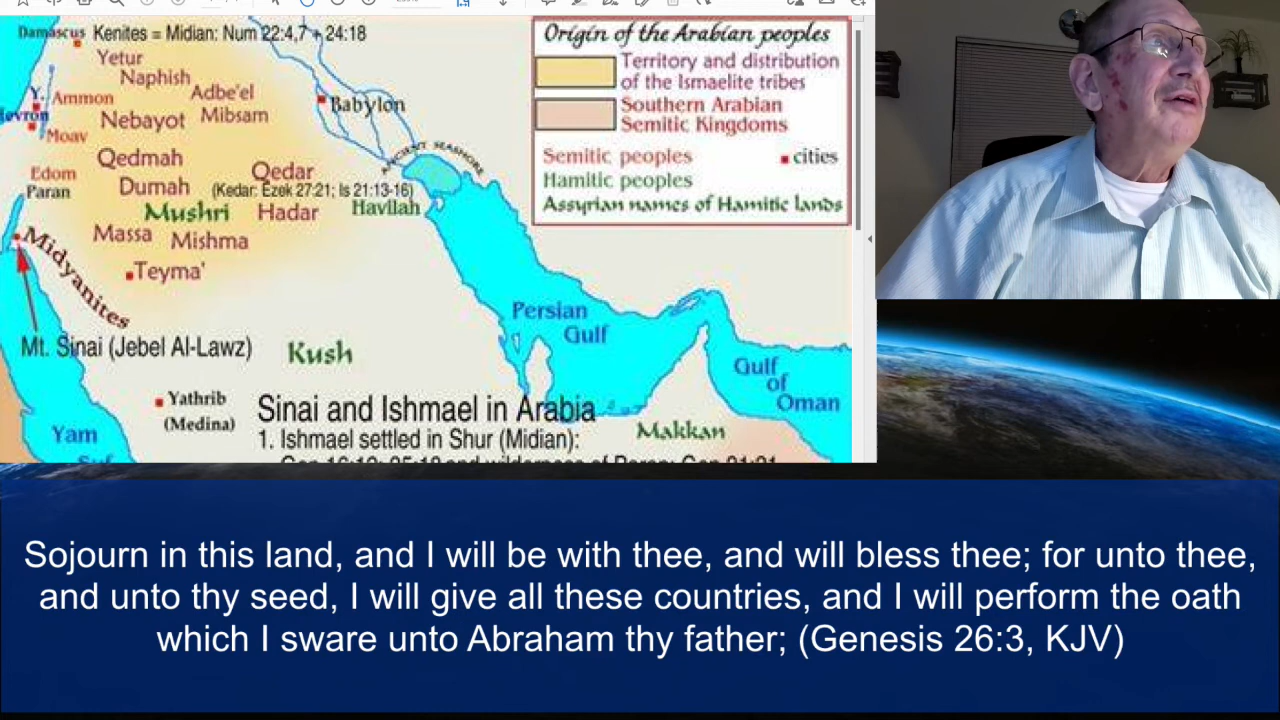 Damascus Kenites = Midian: Num 22:4,7 + 24:18
Yetur
Naphish
Adbe'el
Y. Ammon
Nebayot Mibsam
Babylon
Moav
Qedmah
Edom
Qedar
Paran
Dumah
(Kedar: Ezek 27:21; Is 21:13-16)
Mushri Hadar Havilah
Massa Mishma
Teyma'
Midyanites
ANCIENT SEASHORE
Origin of the Arabian peoples
Territory and distribution
of the Ismaelite tribes
Southern Arabian
Semitic Kingdoms
Semitic peoples cities
Hamitic peoples
Assyrian names of Hamitic lands
Persian
Gulf
Mt. Sinai (Jebel Al-Lawz)
Kush
Gulf
of
Oman
Yathrib
(Medina)
Sinai and Ishmael in Arabia
Makkan
Yam
1. Ishmael settled in Shur (Midian):
Sojourn in this land, and I will be with thee, and will bless thee; for unto thee,
and unto thy seed, I will give all these countries, and I will perform the oath
which I sware unto Abraham thy father; (Genesis 26:3, KJV)